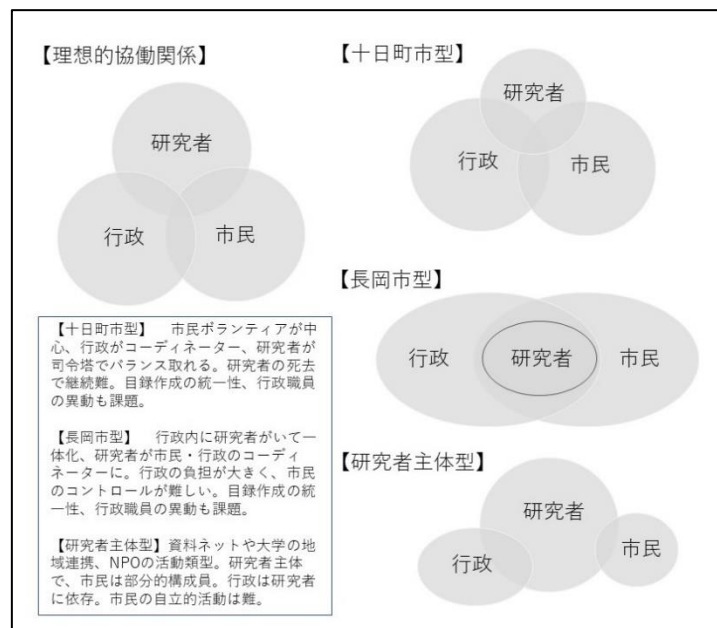 【理想的協働関係】
研究者
行政
市民
【十日町市型】　市民ボランティアが中
心、行政がコーディネーター、研究者が
司令塔でバランス取れる。研究者の死去
で継続難。目録作成の統一性、行政職員
の異動も課題。
【長岡市型】　行政内に研究者がいて一
体化、研究者が市民・行政のコーディ
ネーターに。行政の負担が大きく、市民
のコントロールが難しい。目録作成の統
一性、行政職員の異動も課題。
【研究者主体型】資料ネットや大学の地
域連携、NPOの活動類型。研究者主体
で、市民は部分的構成員。行政は研究者
に依存。市民の自立的活動は難。
【十日町市型】
研究者
行政
市民
【長岡市型】
行政
研究者
市民
【研究者主体型】
研究者
行政
市民